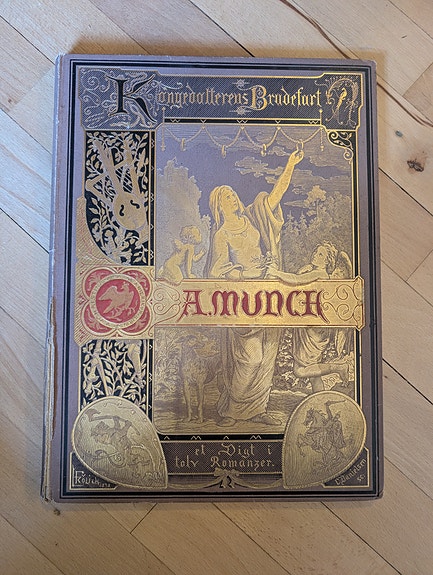 Kongedatterens Brudefart
A. MUNCH
et Digt i
tolv Romanzer.